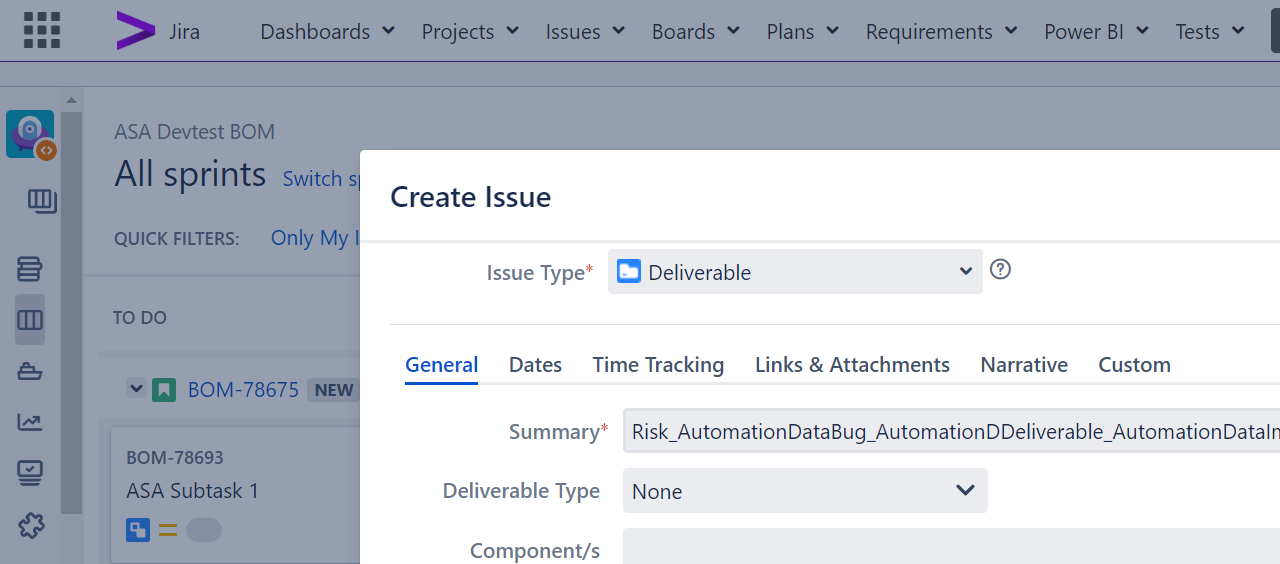 Jira Dashboards Projects Issues Boards Plans Requirements Power BI Tests
ASA Devtest BOM
All sprints Switch s
QUICK FILTERS: Only My
TO DO
BOM-78675 NEW
BOM-78693
ASA Subtask 1
Create Issue
Issue Type* Deliverable
General Dates Time Tracking Links & Attachments Narrative Custom
Summary* Risk_AutomationDataBug_AutomationDDeliverable_AutomationDataIn
Deliverable Type None
Component/s